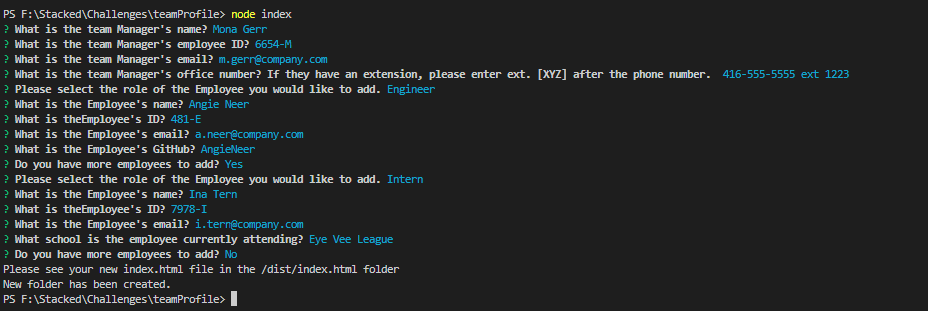 PS F:\Stacked\Challenges\teamProfile> node index
? What is the team Manager's name? Mona Gerr
? What is the team Manager's employee ID? 6654-M
? What is the team Manager's email? m.gerr@company.com
? What is the team Manager's office number? If they have an extension, please enter ext. [XYZ] after the phone number.  416-555-5555 ext 1223
? Please select the role of the Employee you would like to add. Engineer
? What is the Employee's name? Angie Neer
? What is theEmployee's ID? 481-E
? What is the Employee's email? a.neer@company.com
? What is the Employee's GitHub? AngieNeer
? Do you have more employees to add? Yes
? Please select the role of the Employee you would like to add. Intern
? What is the Employee's name? Ina Tern
? What is theEmployee's ID? 7978-I
? What is the Employee's email? i.tern@company.com
? What school is the employee currently attending? Eye Vee League
? Do you have more employees to add? No
Please see your new index.html file in the /dist/index.html folder
New folder has been created.
PS F:\Stacked\Challenges\teamProfile>